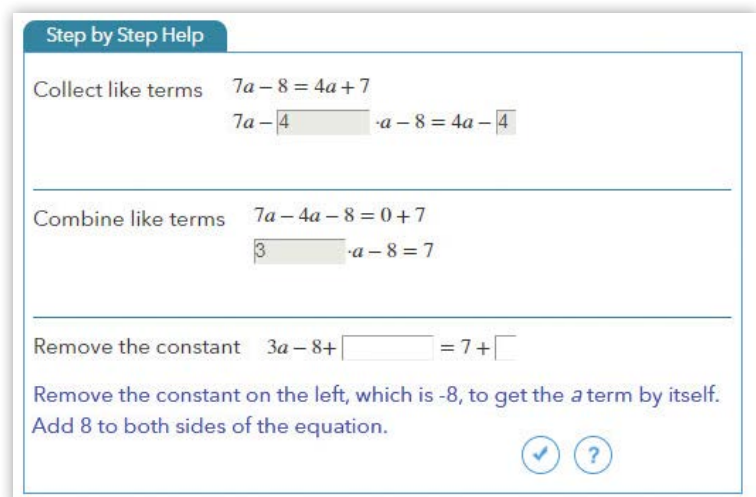 Step by Step Help
Collect like terms 7a – 8 = 4a + 7
7a – 4 ·a – 8 = 4a – 4
Combine like terms 7a – 4a – 8 = 0 + 7
3 ·a – 8 = 7
Remove the constant 3a – 8+ = 7 +
Remove the constant on the left, which is -8, to get the a term by itself.
Add 8 to both sides of the equation.
?